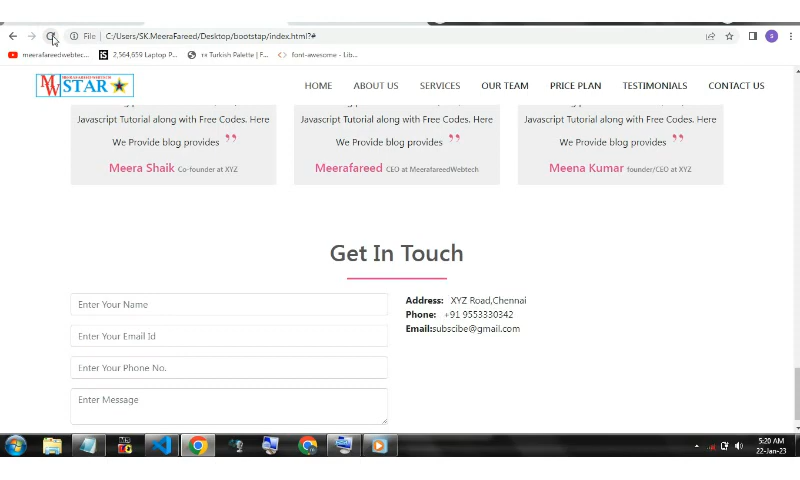 File C:/Users/SK.MeeraFareed/Desktop/bootstap/index.html?#
S
meerafareedwebtec... 2,564,659 Laptop P... TR Turkish Palette | F... font-awesome - Lib...
MW STAR HOME ABOUT US SERVICES OUR TEAM PRICE PLAN TESTIMONIALS CONTACT US
Javascript Tutorial along with Free Codes. Here Javascript Tutorial along with Free Codes. Here Javascript Tutorial along with Free Codes. Here
We Provide blog provides ” We Provide blog provides ” We Provide blog provides ”
Meera Shaik Co-founder at XYZ Meerafareed CEO at MeerafareedWebtech Meena Kumar founder/CEO at XYZ
Get In Touch
Enter Your Name
Enter Your Email Id
Enter Your Phone No.
Enter Message
Address: XYZ Road,Chennai
Phone: +91 9553330342
Email:subscibe@gmail.com
5:20 AM
22-Jan-23